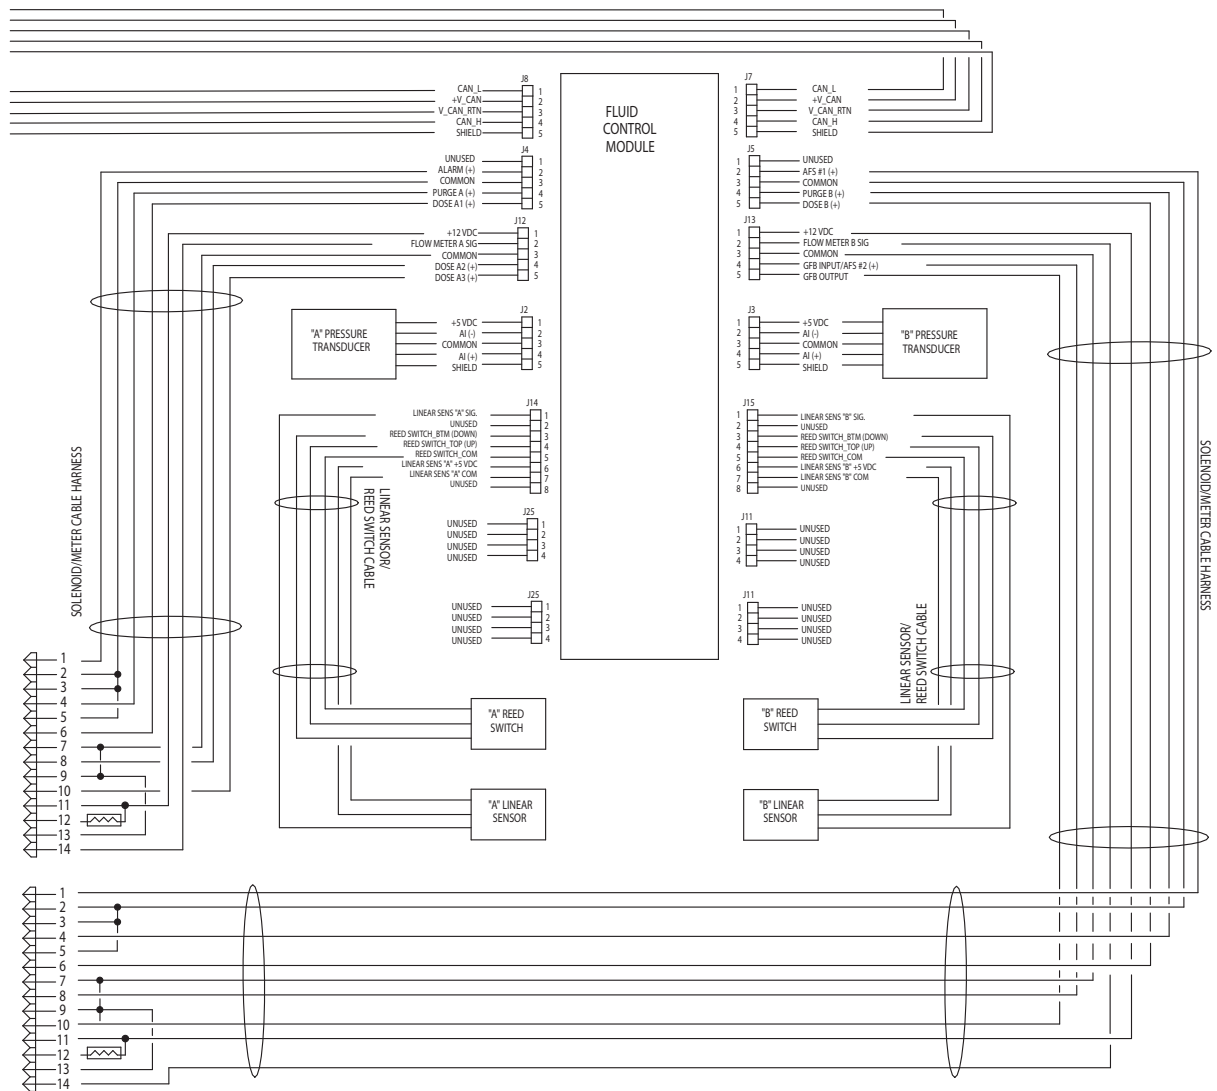 J8
CAN_L 1
+V_CAN 2
V_CAN_RTN 3
CAN_H 4
SHIELD 5
J4
UNUSED 1
ALARM (+) 2
COMMON 3
PURGE A (+) 4
DOSE A1 (+) 5
J12
+12 VDC 1
FLOW METER A SIG 2
COMMON 3
DOSE A2 (+) 4
DOSE A3 (+) 5
"A" PRESSURE
TRANSDUCER
J2
+5 VDC 1
AI (-) 2
COMMON 3
AI (+) 4
SHIELD 5
J14
LINEAR SENS "A" SIG. 1
UNUSED 2
REED SWITCH_BTM (DOWN) 3
REED SWITCH_TOP (UP) 4
REED SWITCH_COM 5
LINEAR SENS "A" +5 VDC 6
LINEAR SENS "A" COM 7
UNUSED 8
J25
UNUSED 1
UNUSED 2
UNUSED 3
UNUSED 4
J25
UNUSED 1
UNUSED 2
UNUSED 3
UNUSED 4
FLUID
CONTROL
MODULE
J7
1 CAN_L
2 +V_CAN
3 V_CAN_RTN
4 CAN_H
5 SHIELD
J5
1 UNUSED
2 AFS #1 (+)
3 COMMON
4 PURGE B (+)
5 DOSE B (+)
J13
1 +12 VDC
2 FLOW METER B SIG
3 COMMON
4 GFB INPUT/AFS #2 (+)
5 GFB OUTPUT
J3
1 +5 VDC
2 AI (-)
3 COMMON
4 AI (+)
5 SHIELD
"B" PRESSURE
TRANSDUCER
J15
1 LINEAR SENS "B" SIG.
2 UNUSED
3 REED SWITCH_BTM (DOWN)
4 REED SWITCH_TOP (UP)
5 REED SWITCH_COM
6 LINEAR SENS "B" +5 VDC
7 LINEAR SENS "B" COM
8 UNUSED
J11
1 UNUSED
2 UNUSED
3 UNUSED
4 UNUSED
J11
1 UNUSED
2 UNUSED
3 UNUSED
4 UNUSED
SOLENOID/METER CABLE HARNESS
LINEAR SENSOR/
REED SWITCH CABLE
LINEAR SENSOR/
REED SWITCH CABLE
SOLENOID/METER CABLE HARNESS
"A" REED
SWITCH
"B" REED
SWITCH
"A" LINEAR
SENSOR
"B" LINEAR
SENSOR
1
2
3
4
5
6
7
8
9
10
11
12
13
14
1
2
3
4
5
6
7
8
9
10
11
12
13
14